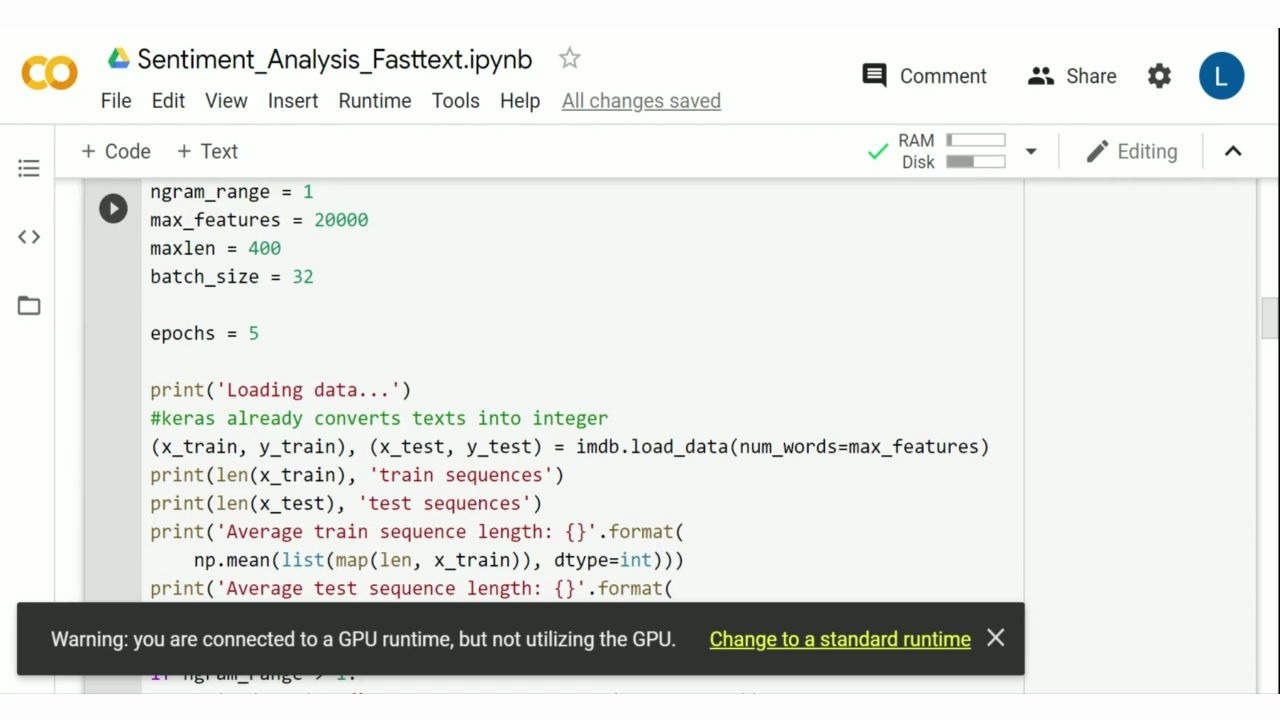 CO Sentiment_Analysis_Fasttext.ipynb
Comment Share L
File Edit View Insert Runtime Tools Help All changes saved
+ Code + Text RAM Disk Editing
ngram_range = 1
max_features = 20000
maxlen = 400
batch_size = 32
epochs = 5
print('Loading data...')
#keras already converts texts into integer
(x_train, y_train), (x_test, y_test) = imdb.load_data(num_words=max_features)
print(len(x_train), 'train sequences')
print(len(x_test), 'test sequences')
print('Average train sequence length: {}'.format(
np.mean(list(map(len, x_train)), dtype=int)))
print('Average test sequence length: {}'.format(
Warning: you are connected to a GPU runtime, but not utilizing the GPU. Change to a standard runtime
if ngram_range > 1: